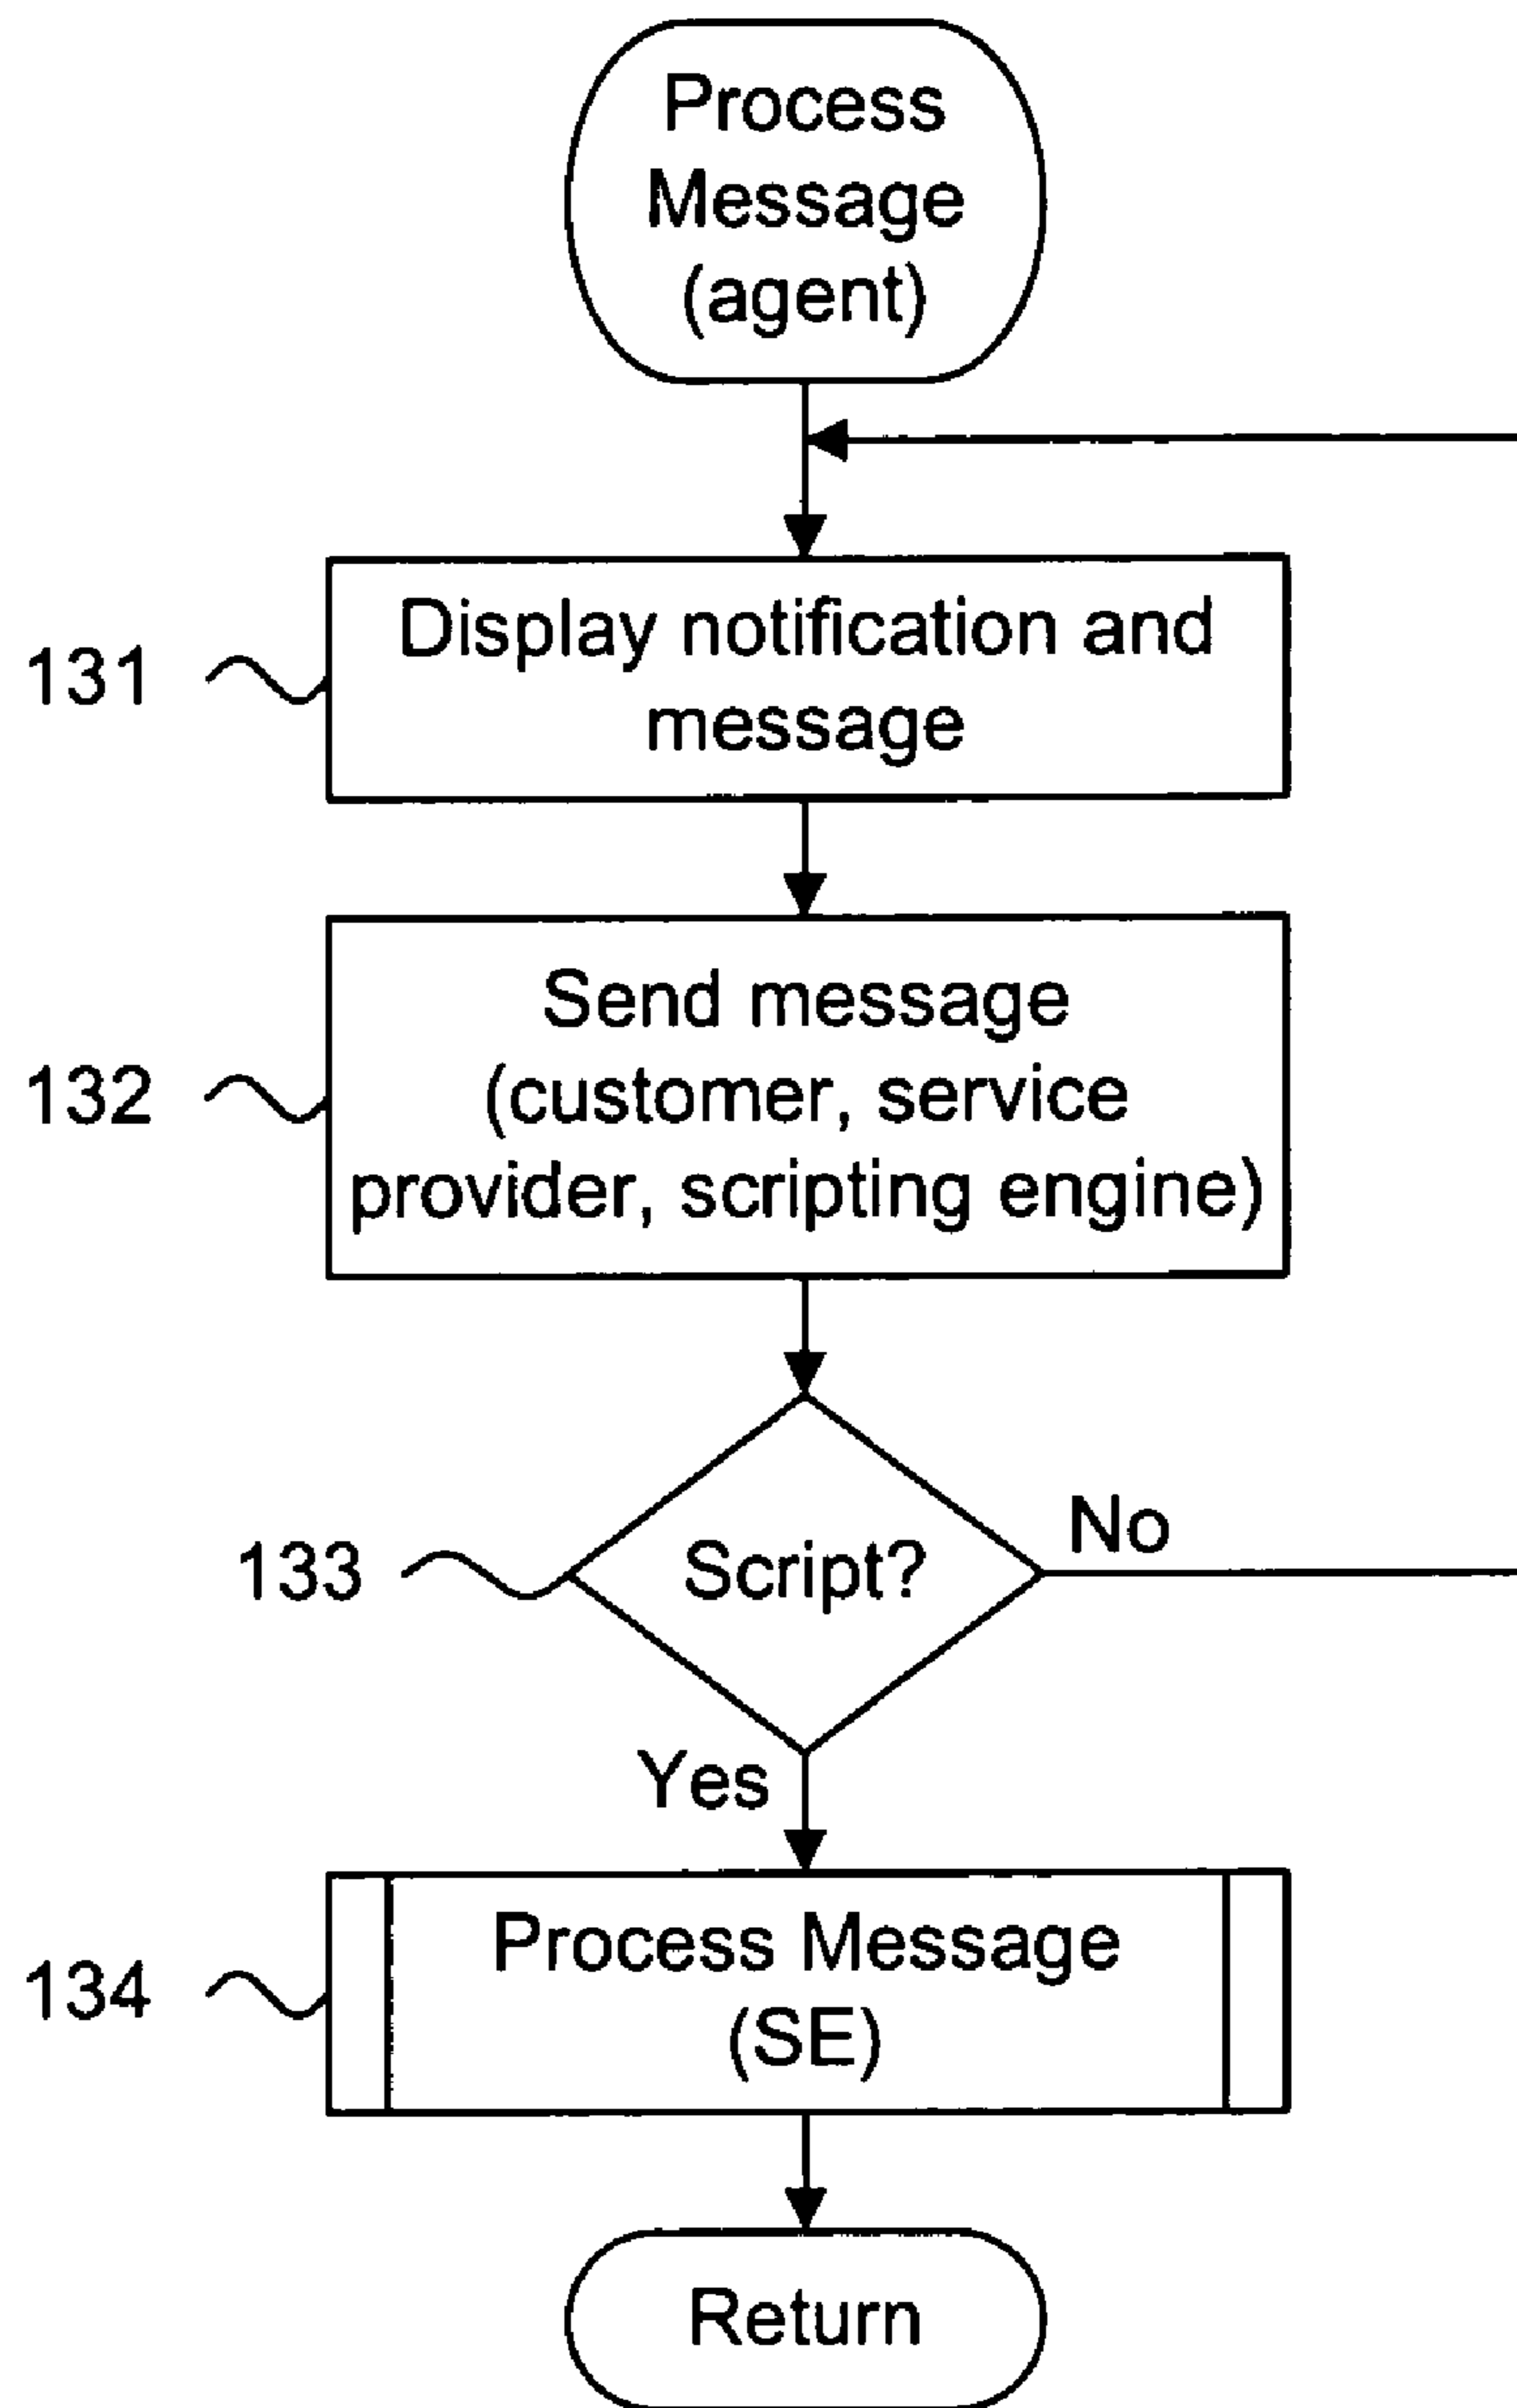 Process
Message
(agent)
131
Display notification and
message
132
Send message
(customer, service
provider, scripting engine)
133
Script?
No
Yes
134
Process Message
(SE)
Return